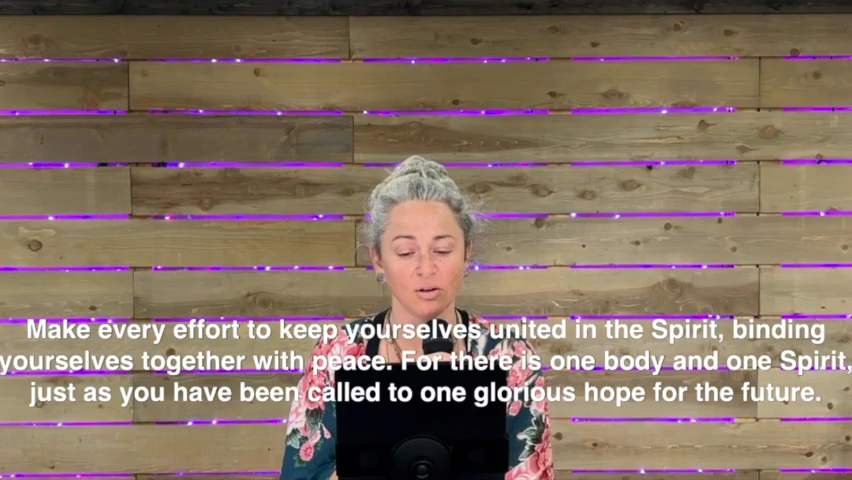 Make every effort to keep yourselves united in the Spirit, binding
yourselves together with peace. For there is one body and one Spirit,
just as you have been called to one glorious hope for the future.